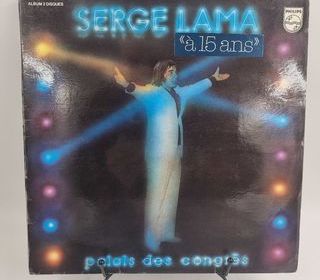 ALBUM 2 DISQUES
SERGE LAMA
PHILIPS
«à 15 ans»
palais des congrès